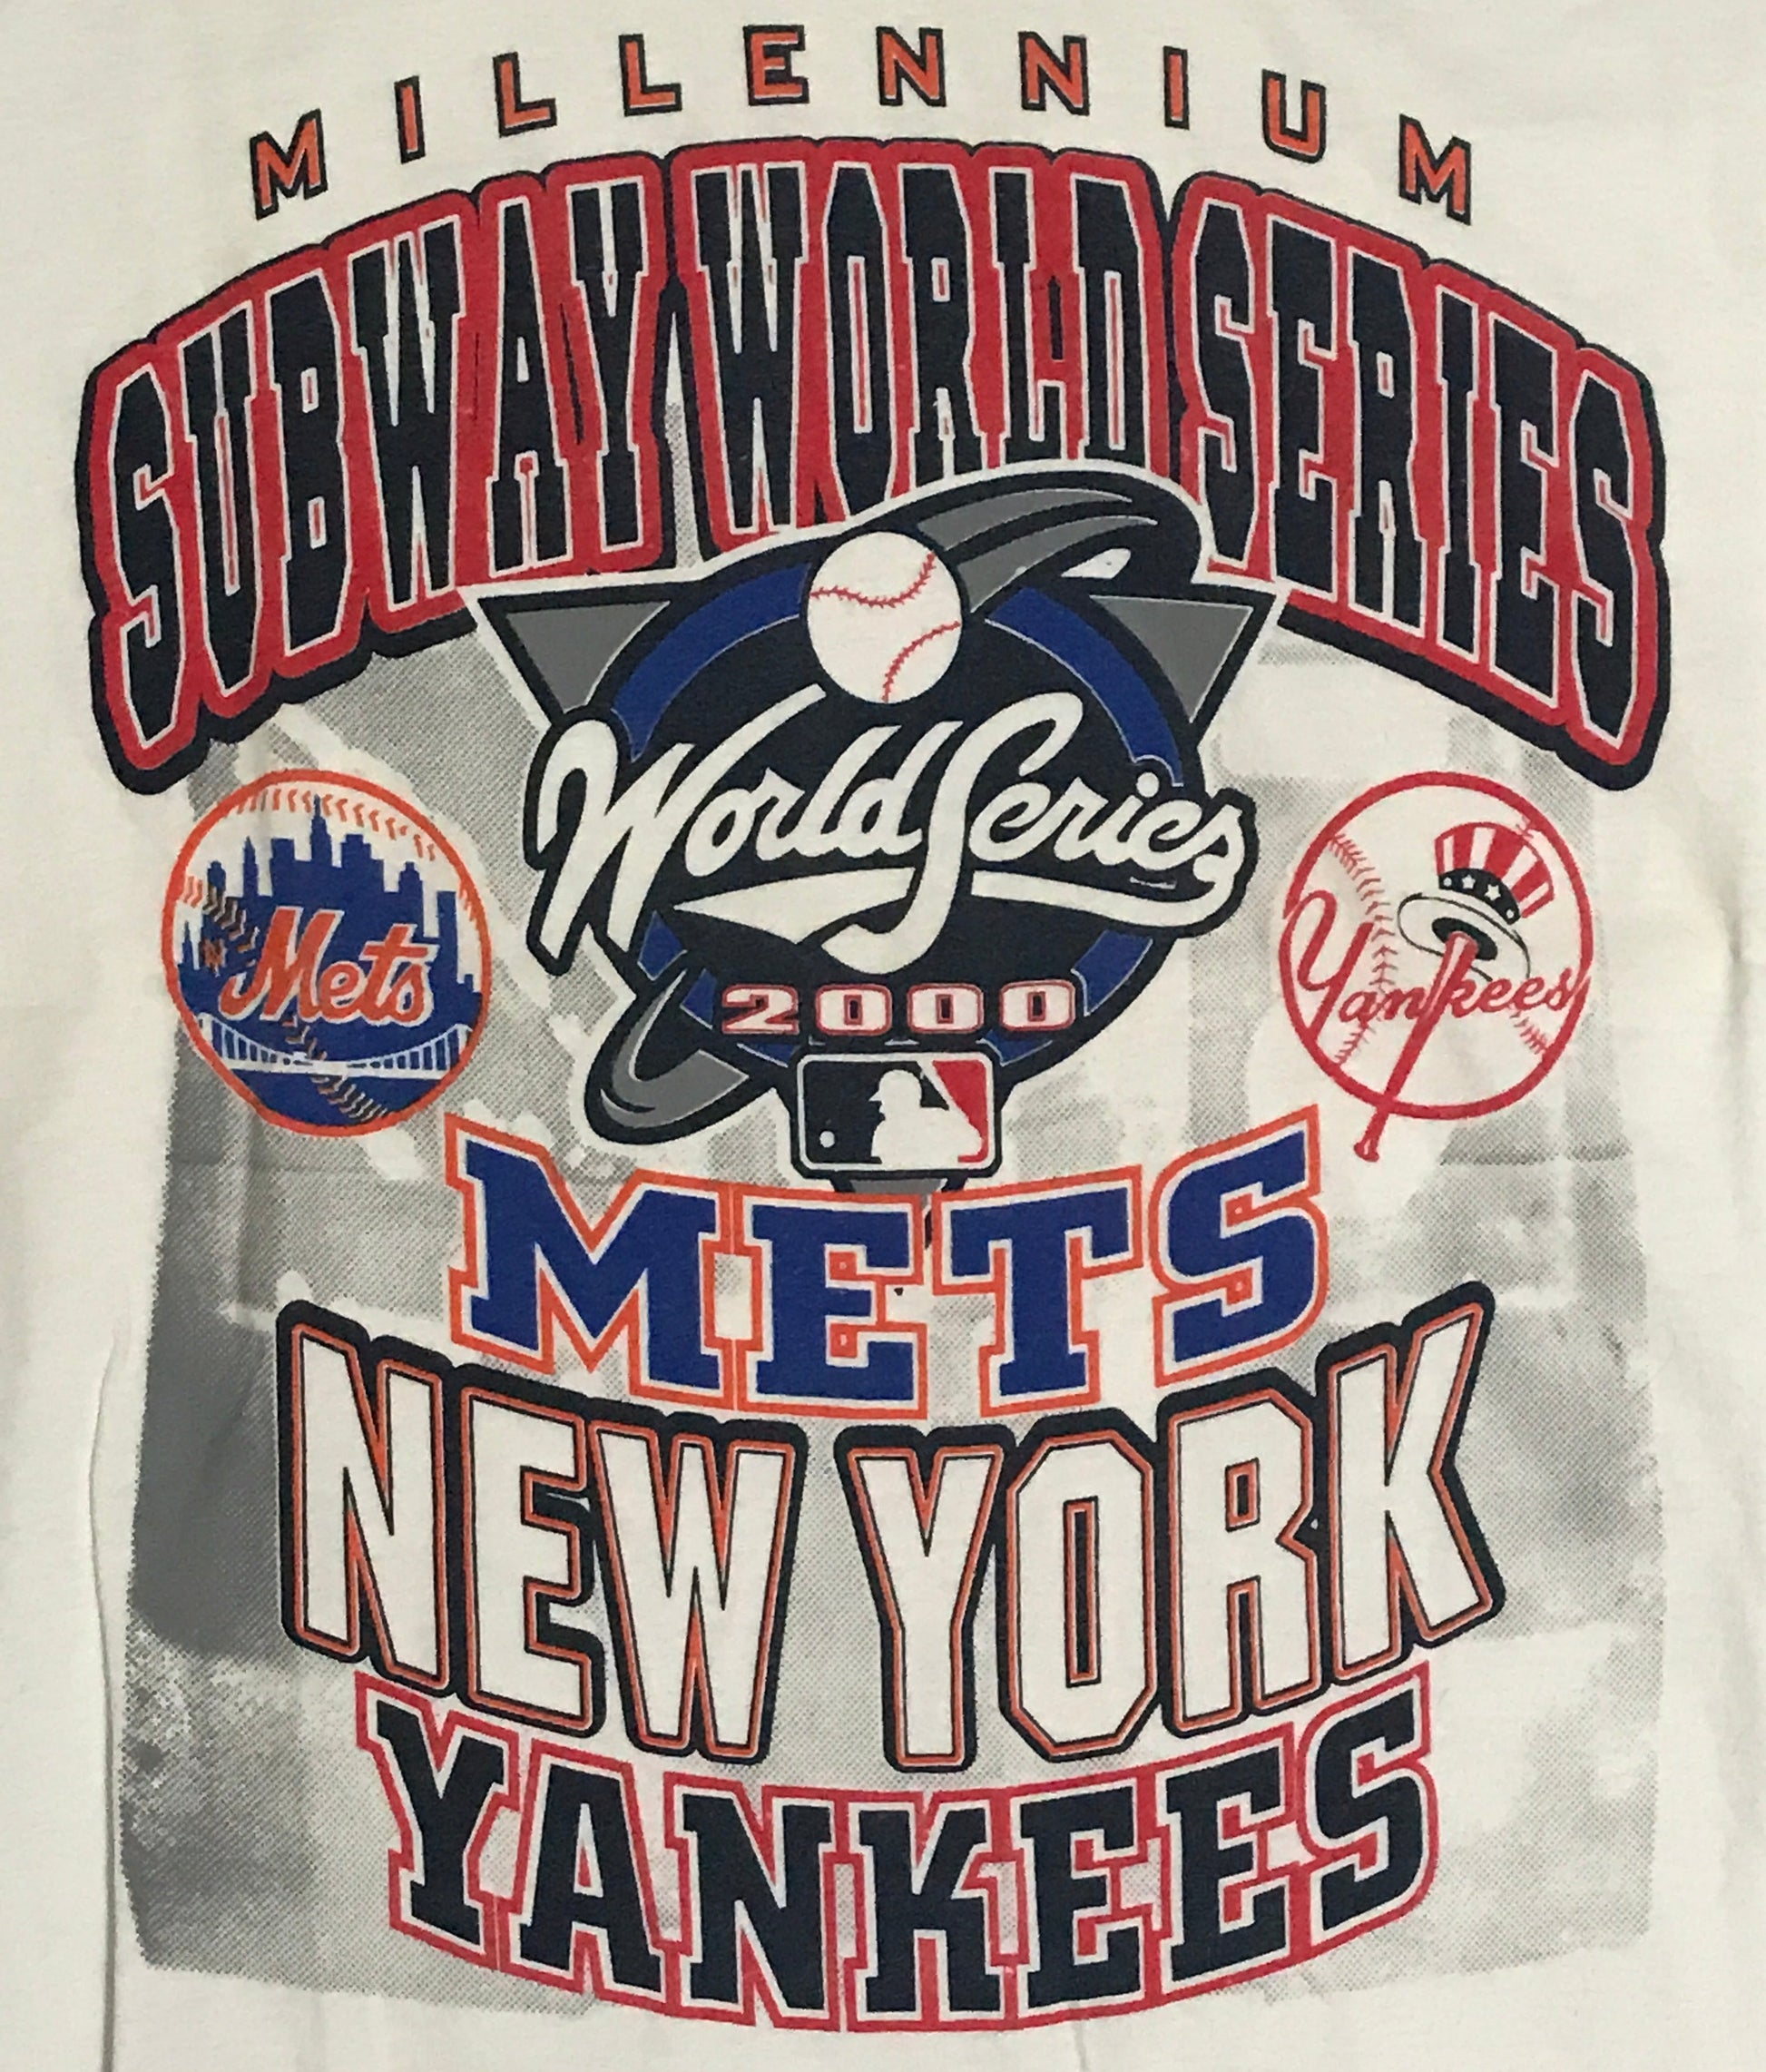 MILLENNIUM
SUBWAY WORLD SERIES
World Series
2000
Mets
Yankees
METS
NEW YORK
YANKEES